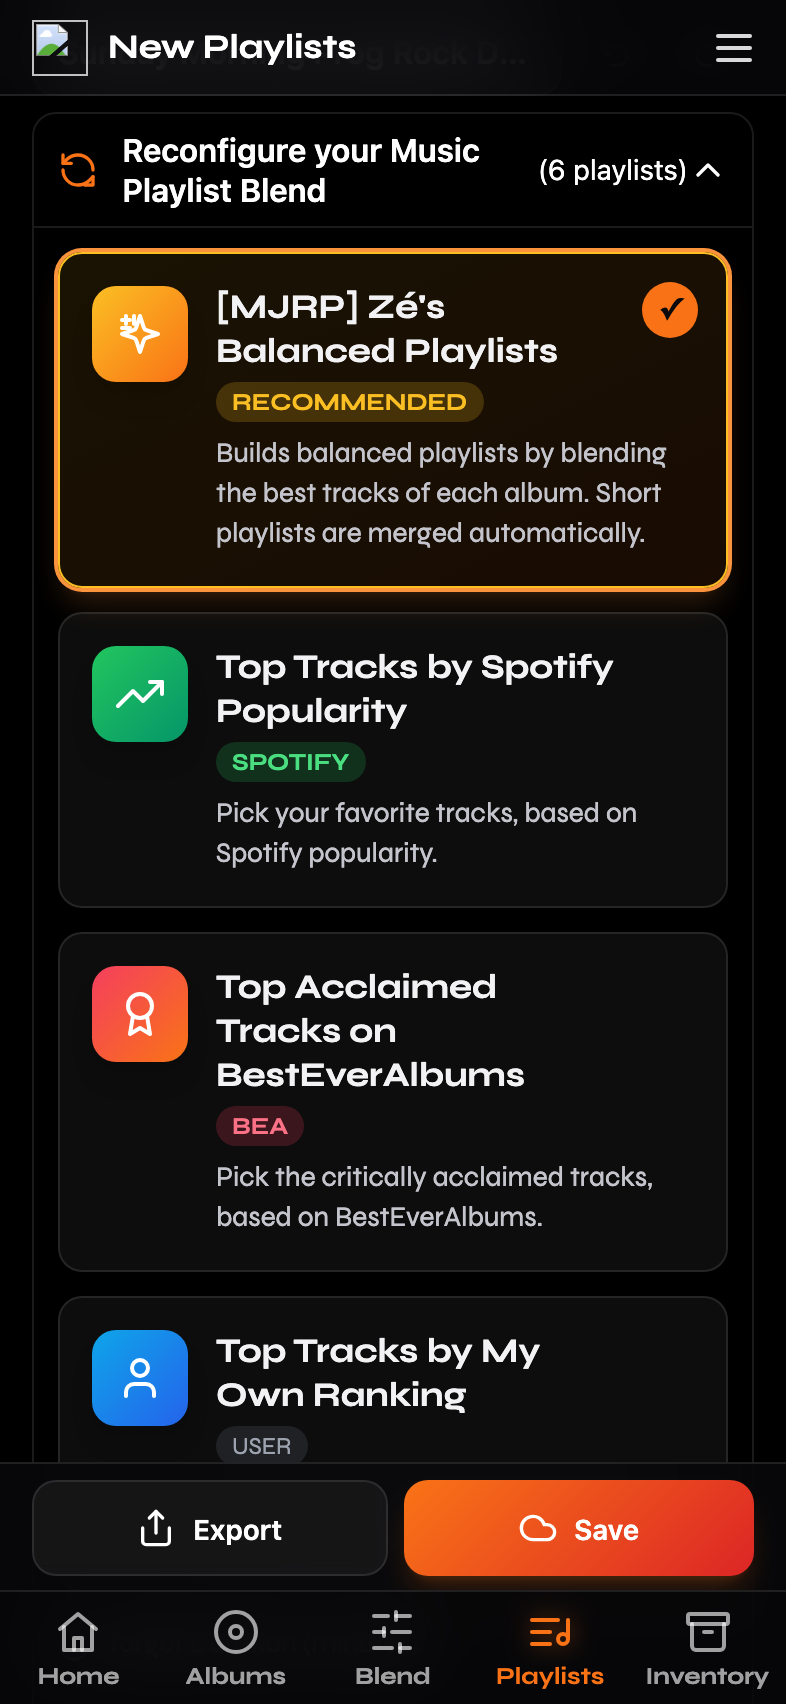 New Playlists
Reconfigure your Music
Playlist Blend
(6 playlists)
[MJRP] Zé's
Balanced Playlists
RECOMMENDED
Builds balanced playlists by blending
the best tracks of each album. Short
playlists are merged automatically.
Top Tracks by Spotify
Popularity
SPOTIFY
Pick your favorite tracks, based on
Spotify popularity.
Top Acclaimed
Tracks on
BestEverAlbums
BEA
Pick the critically acclaimed tracks,
based on BestEverAlbums.
Top Tracks by My
Own Ranking
USER
Export
Save
Home
Albums
Blend
Playlists
Inventory